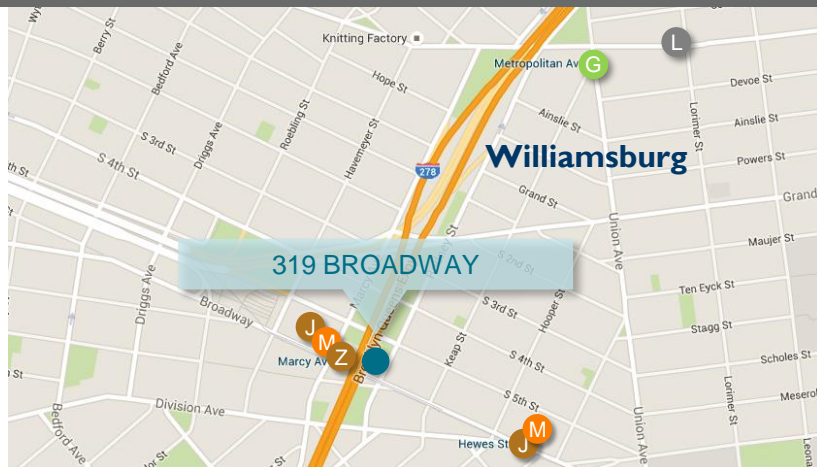 Berry St
Bedford Ave
Knitting Factory
L
Metropolitan Av
G
Hope St
Devoe St
Roebling St
Ainslie St
Lorimer St
Ainslie St
S 3rd St
Driggs Ave
Havemeyer St
278
Williamsburg
Powers St
S 4th St
Grand St
Grand
Union Ave
Maujer St
319 BROADWAY
S 2nd St
Driggs Ave
Broadway
S 3rd St
Hooper St
Ten Eyck St
J
M
Z
Marcy Av
Keap St
Stagg St
S 4th St
Scholes St
Lorimer St
Division Ave
S 5th St
Bedford Ave
Union Ave
M
J
Hewes St